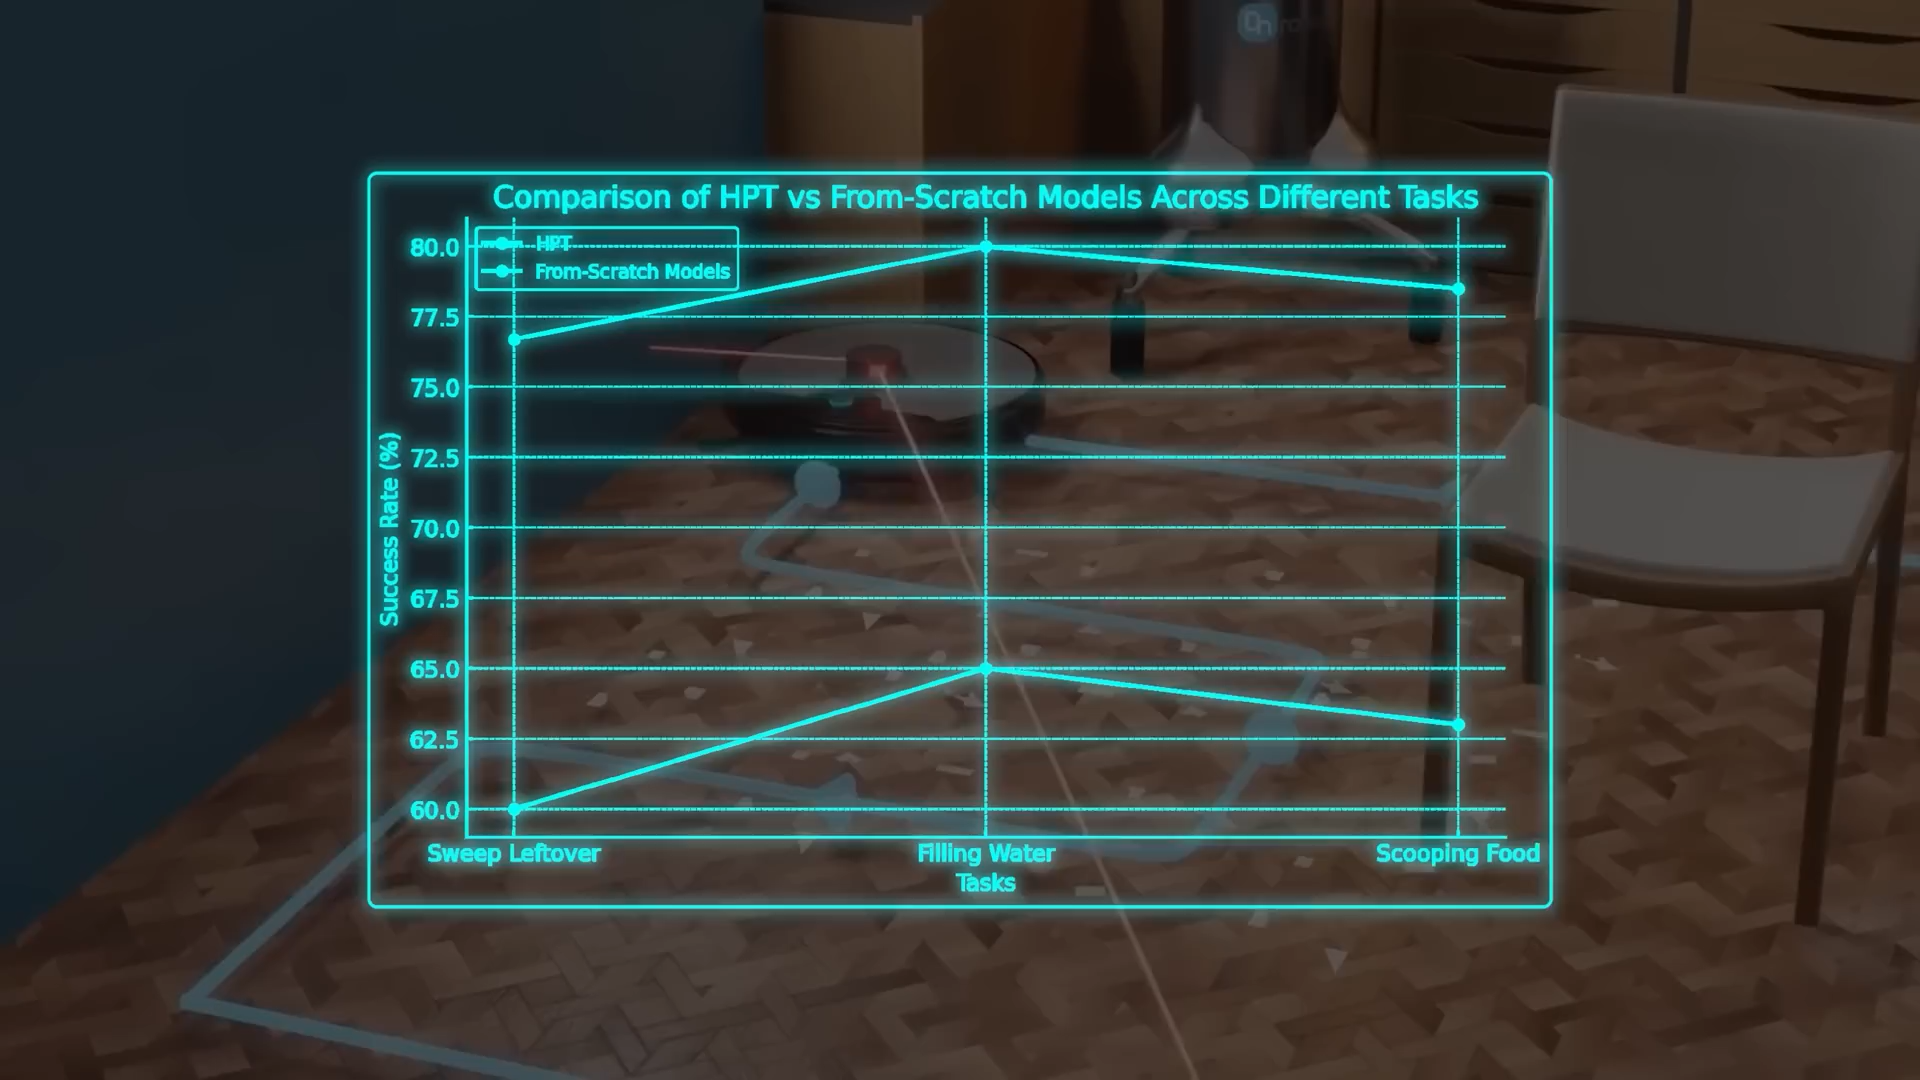 Comparison of HPT vs From-Scratch Models Across Different Tasks
HPT
From-Scratch Models
80.0
77.5
75.0
72.5
70.0
67.5
65.0
62.5
60.0
Success Rate (%)
Sweep Leftover
Filling Water
Scooping Food
Tasks